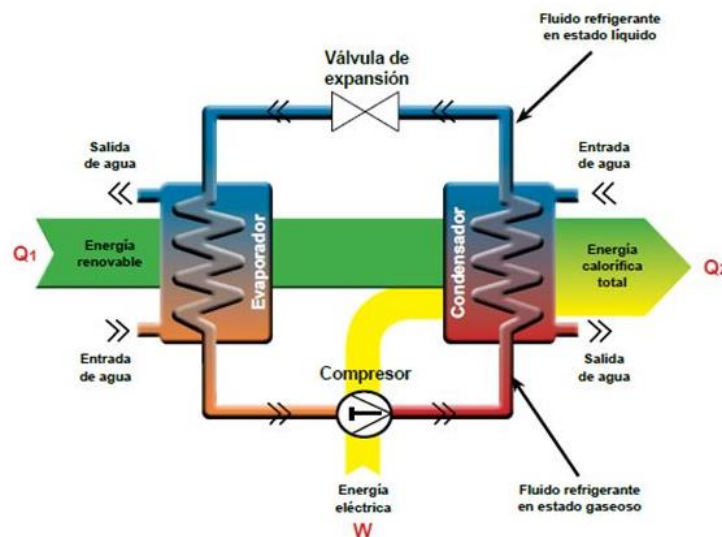 Fluido refrigerante
en estado líquido
Válvula de
expansión
Salida
de agua
Entrada
de agua
Q1
Energía
renovable
Evaporador
Condensador
Energía
calorífica
total
Q2
Entrada
de agua
Compresor
Salida
de agua
Energía
eléctrica
W
Fluido refrigerante
en estado gaseoso